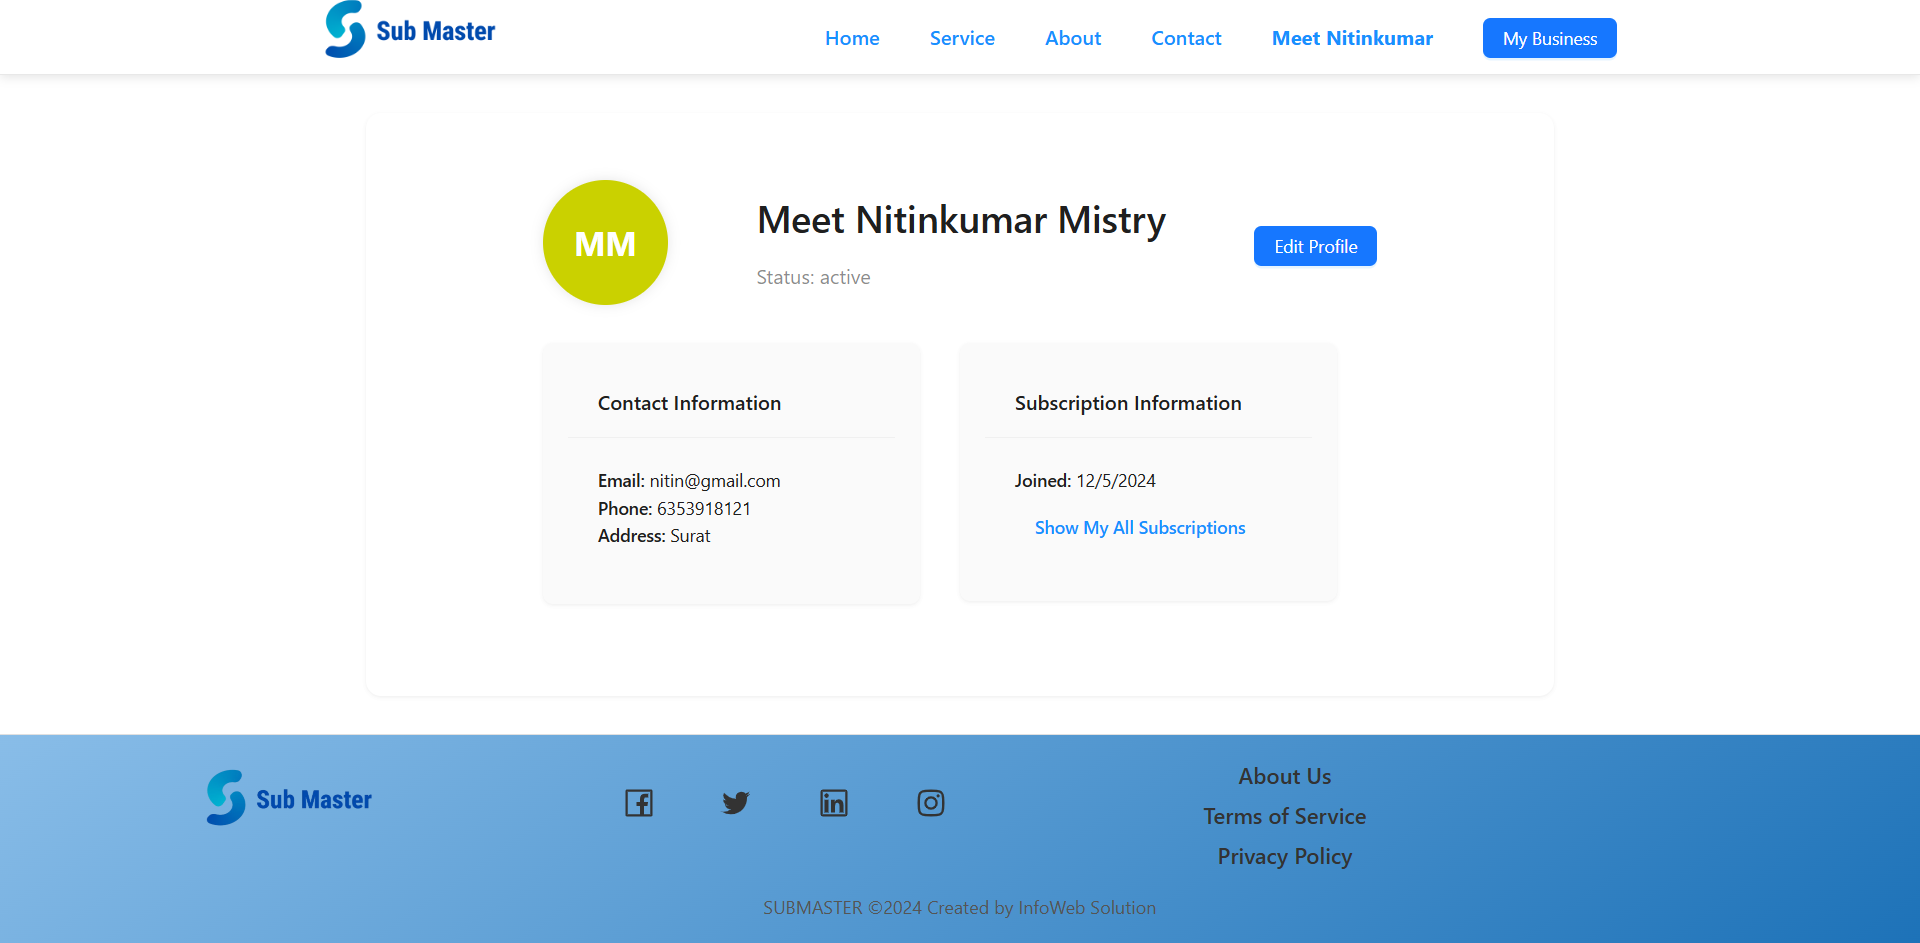 Sub Master
Home Service About Contact Meet Nitinkumar My Business
MM
Meet Nitinkumar Mistry
Status: active
Edit Profile
Contact Information
Email: nitin@gmail.com
Phone: 6353918121
Address: Surat
Subscription Information
Joined: 12/5/2024
Show My All Subscriptions
Sub Master
About Us
Terms of Service
Privacy Policy
SUBMASTER ©2024 Created by InfoWeb Solution